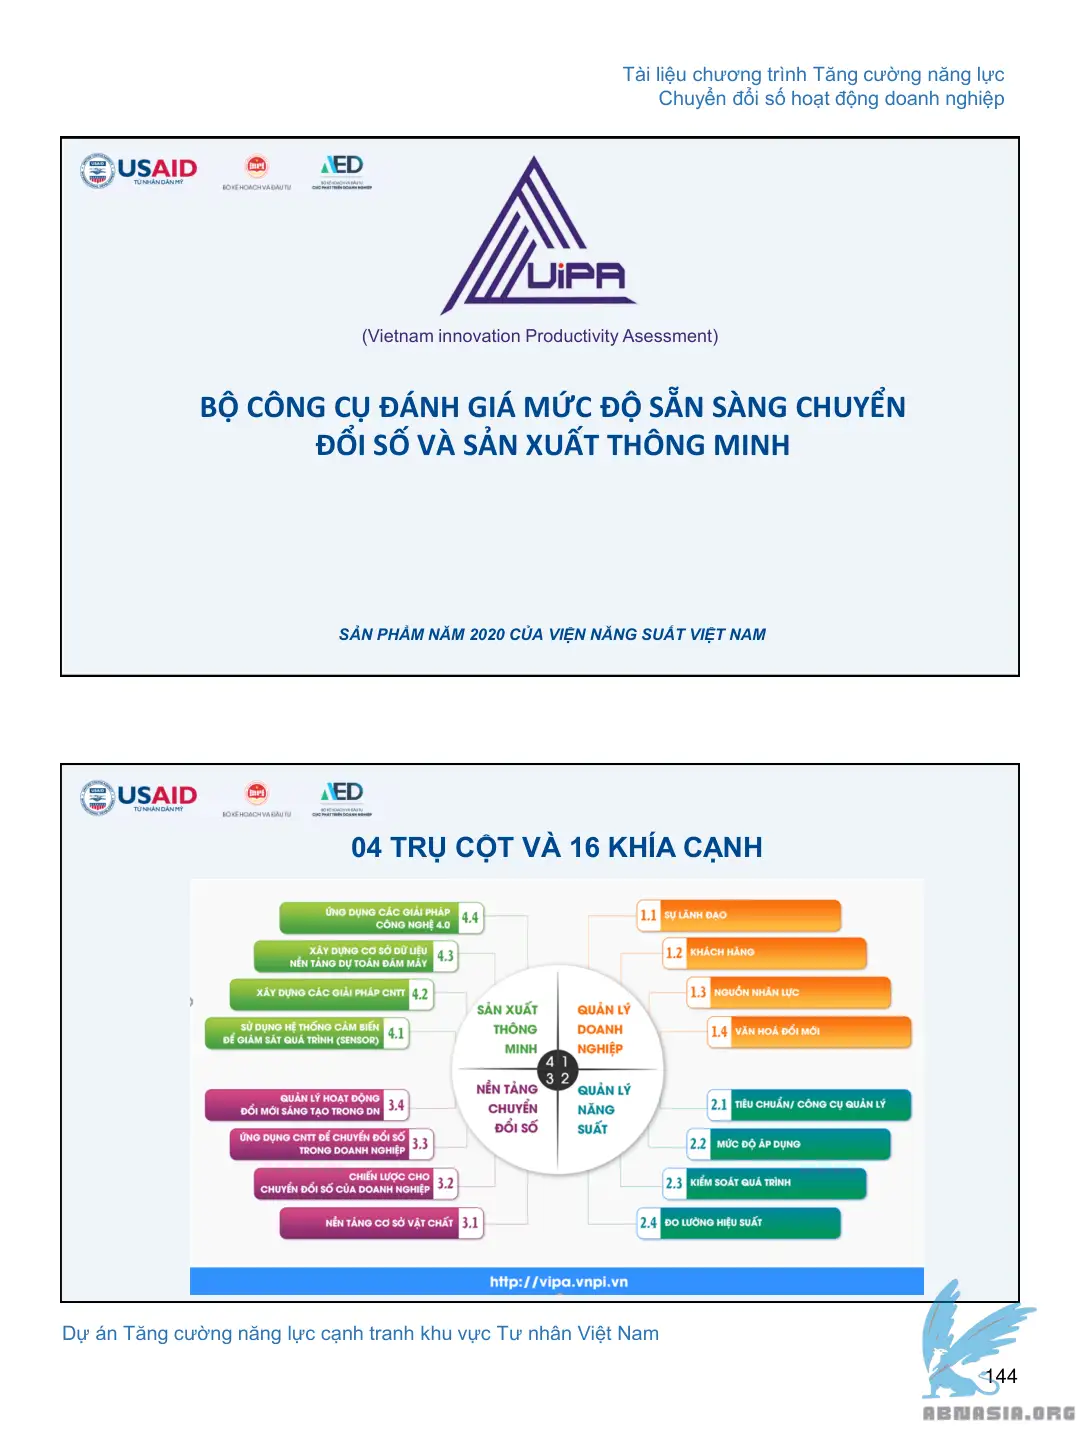 Tài liệu chương trình Tăng cường năng lực
Chuyển đổi số hoạt động doanh nghiệp
USAID
TỪ NHÂN DÂN MỸ
BỘ KẾ HOẠCH VÀ ĐẦU TƯ
AED
CHO PHÁT TRIỂN DOANH NGHIỆP
ViPA
(Vietnam innovation Productivity Asessment)
BỘ CÔNG CỤ ĐÁNH GIÁ MỨC ĐỘ SẴN SÀNG CHUYỂN
ĐỔI SỐ VÀ SẢN XUẤT THÔNG MINH
SẢN PHẨM NĂM 2020 CỦA VIỆN NĂNG SUẤT VIỆT NAM
USAID
TỪ NHÂN DÂN MỸ
BỘ KẾ HOẠCH VÀ ĐẦU TƯ
AED
CHO PHÁT TRIỂN DOANH NGHIỆP
04 TRỤ CỘT VÀ 16 KHÍA CẠNH
ỨNG DỤNG CÁC GIẢI PHÁP
CÔNG NGHỆ 4.0
4.4
XÂY DỰNG CƠ SỞ DỮ LIỆU
NỀN TẢNG DỰ TOÁN ĐÁM MÂY
4.3
XÂY DỰNG CÁC GIẢI PHÁP CNTT
4.2
SỬ DỤNG HỆ THỐNG CẢM BIẾN
ĐỂ GIÁM SÁT QUÁ TRÌNH (SENSOR)
4.1
1.1 SỰ LÃNH ĐẠO
1.2 KHÁCH HÀNG
1.3 NGUỒN NHÂN LỰC
1.4 VĂN HOÁ ĐỔI MỚI
SẢN XUẤT
THÔNG
MINH
QUẢN LÝ
DOANH
NGHIỆP
4 1
3 2
NỀN TẢNG
CHUYỂN
ĐỔI SỐ
QUẢN LÝ
NĂNG
SUẤT
QUẢN LÝ HOẠT ĐỘNG
ĐỔI MỚI SÁNG TẠO TRONG DN
3.4
ỨNG DỤNG CNTT ĐỂ CHUYỂN ĐỔI SỐ
TRONG DOANH NGHIỆP
3.3
CHIẾN LƯỢC CHO
CHUYỂN ĐỔI SỐ CỦA DOANH NGHIỆP
3.2
NỀN TẢNG CƠ SỞ VẬT CHẤT
3.1
2.1 TIÊU CHUẨN/ CÔNG CỤ QUẢN LÝ
2.2 MỨC ĐỘ ÁP DỤNG
2.3 KIỂM SOÁT QUÁ TRÌNH
2.4 ĐO LƯỜNG HIỆU SUẤT
http://vipa.vnpi.vn
Dự án Tăng cường năng lực cạnh tranh khu vực Tư nhân Việt Nam
144
ABNASIA.ORG